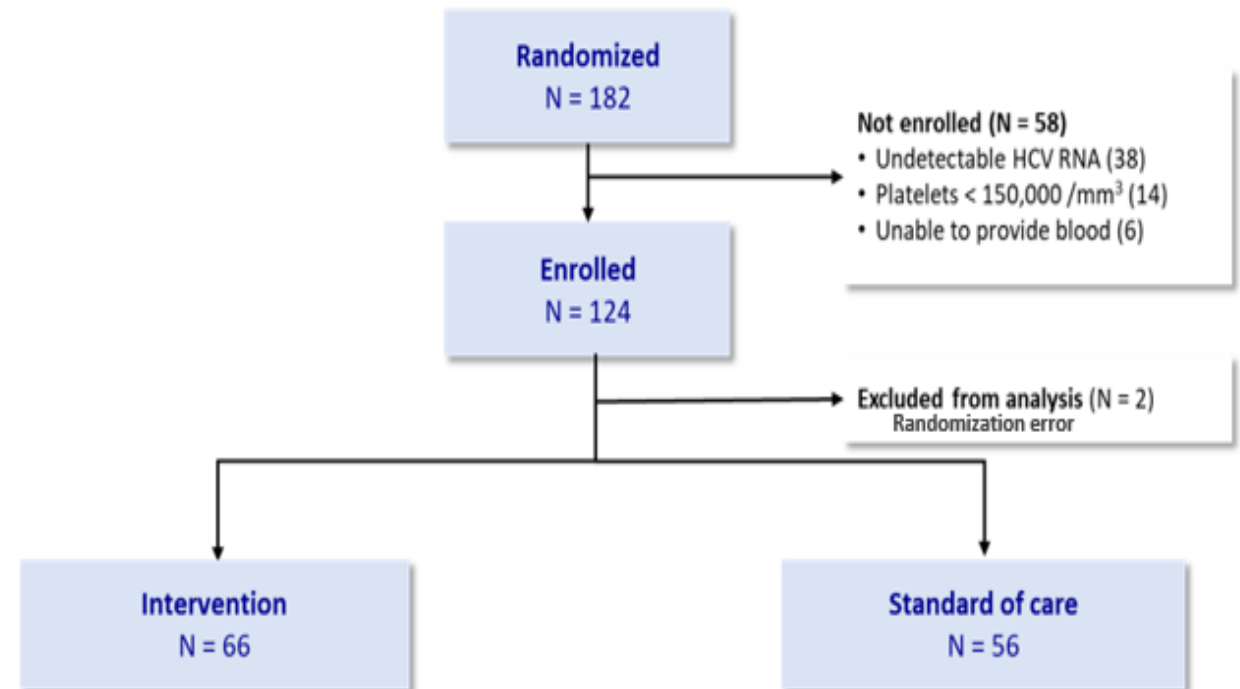 Randomized
N = 182
Not enrolled (N = 58)
• Undetectable HCV RNA (38)
• Platelets < 150,000 /mm³ (14)
• Unable to provide blood (6)
Enrolled
N = 124
Excluded from analysis (N = 2)
Randomization error
Intervention
N = 66
Standard of care
N = 56